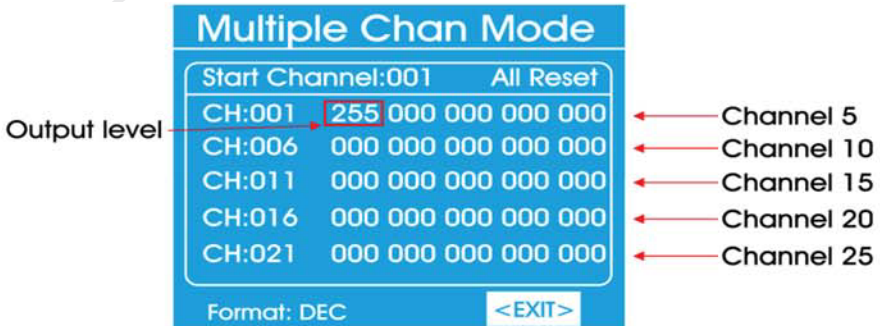 Multiple Chan Mode
Start Channel:001 All Reset
Output level
CH:001 255 000 000 000 000 Channel 5
CH:006 000 000 000 000 000 Channel 10
CH:011 000 000 000 000 000 Channel 15
CH:016 000 000 000 000 000 Channel 20
CH:021 000 000 000 000 000 Channel 25
Format: DEC <EXIT>